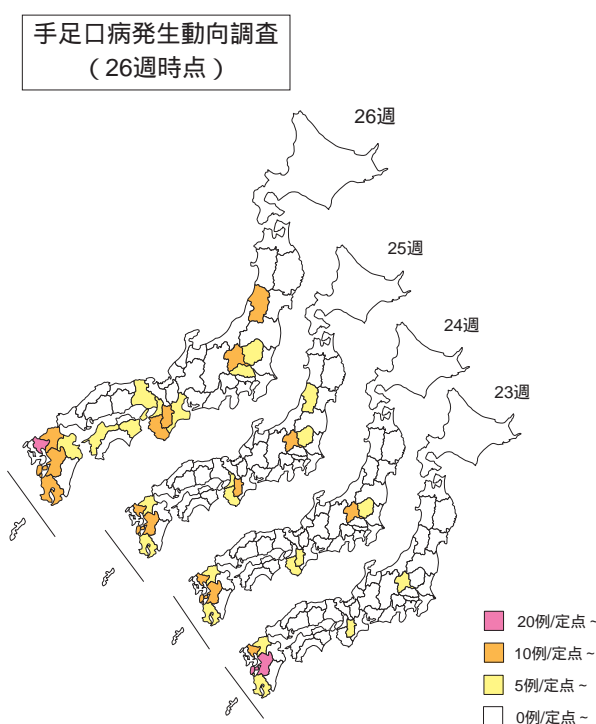 手足口病発生動向調査
(26週時点)
26週
25週
24週
23週
20例/定点~
10例/定点~
5例/定点~
0例/定点~